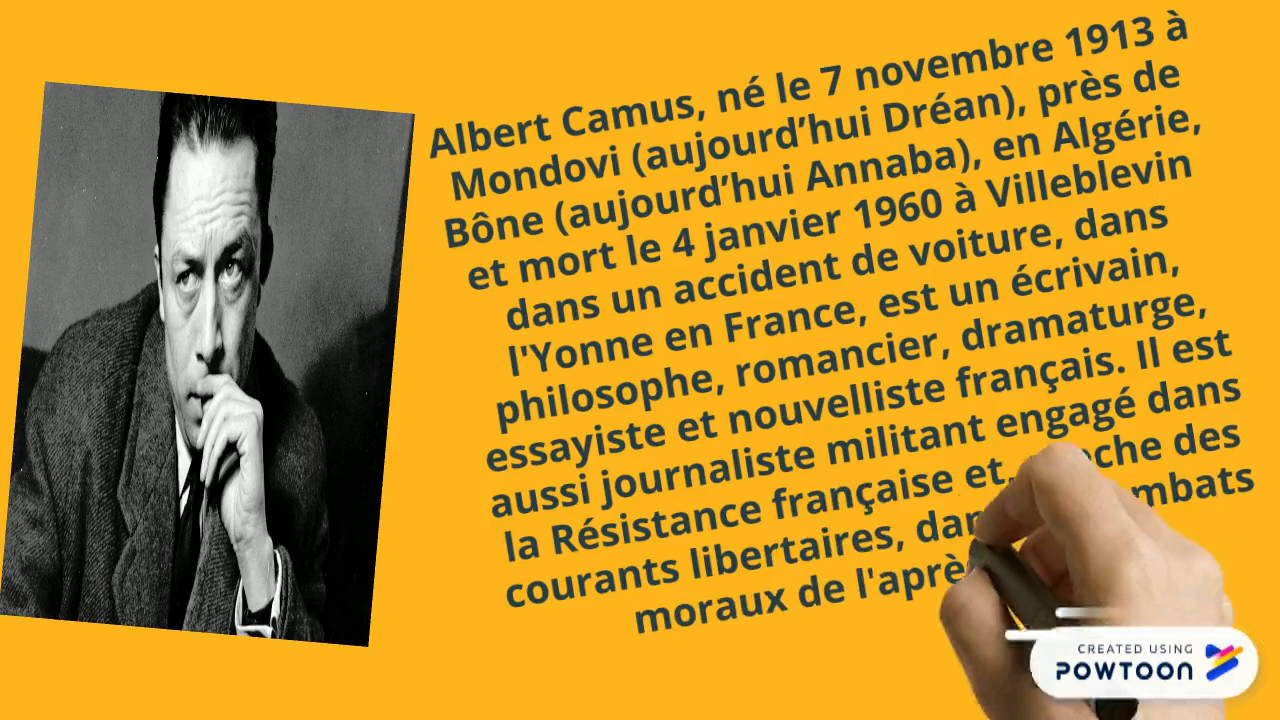 Albert Camus, né le 7 novembre 1913 à
Mondovi (aujourd’hui Dréan), près de
Bône (aujourd’hui Annaba), en Algérie,
et mort le 4 janvier 1960 à Villeblevin
dans un accident de voiture, dans
l'Yonne en France, est un écrivain,
philosophe, romancier, dramaturge,
essayiste et nouvelliste français. Il est
aussi journaliste militant engagé dans
la Résistance française et, des
courants libertaires,
moraux de
CREATED USING
POWTOON